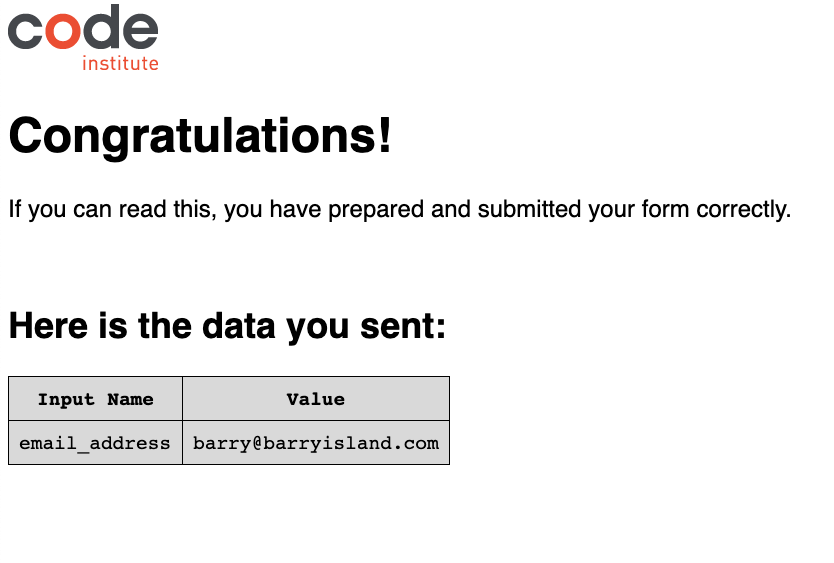 code
institute
Congratulations!
If you can read this, you have prepared and submitted your form correctly.
Here is the data you sent:
Input Name Value
email_address barry@barryisland.com